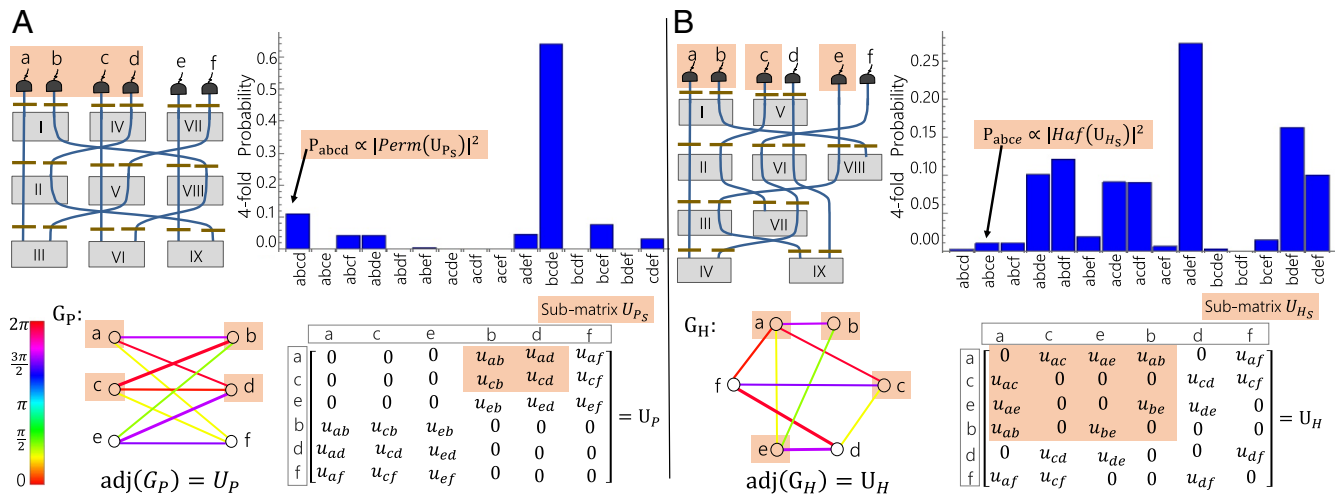 A
a b c d e f
I IV VII
II V VIII
III VI IX
4-fold Probability
0.6
0.5
0.4
0.3
0.2
0.1
0.0
P_abcd ∝ |Perm(U_P_S)|²
abcd abce abcf abde abdf abef acde acdf acef adef bcde bcdf bcef bdef cdef
G_P:
2π
3π/2
π
π/2
0
a b
c d
e f
adj(G_P) = U_P
Sub-matrix U_P_S
a c e b d f
a 0 0 0 u_ab u_ad u_af
c 0 0 0 u_cb u_cd u_cf
e 0 0 0 u_eb u_ed u_ef
b u_ab u_cb u_eb 0 0 0
d u_ad u_cd u_ed 0 0 0
f u_af u_cf u_ef 0 0 0
= U_P
B
a b c d e f
I V
II VI VIII
III VII
IV IX
4-fold Probability
0.25
0.20
0.15
0.10
0.05
0.00
P_abce ∝ |Haf(U_H_S)|²
abcd abce abcf abde abdf abef acde acdf acef adef bcde bcdf bcef bdef cdef
G_H:
a b
f c
e d
adj(G_H) = U_H
Sub-matrix U_H_S
a c e b d f
a 0 u_ac u_ae u_ab 0 u_af
c u_ac 0 0 0 u_cd u_cf
e u_ae 0 0 u_be u_de 0
b u_ab 0 u_be 0 0 0
d 0 u_cd u_de 0 0 u_df
f u_af u_cf 0 0 u_df 0
= U_H